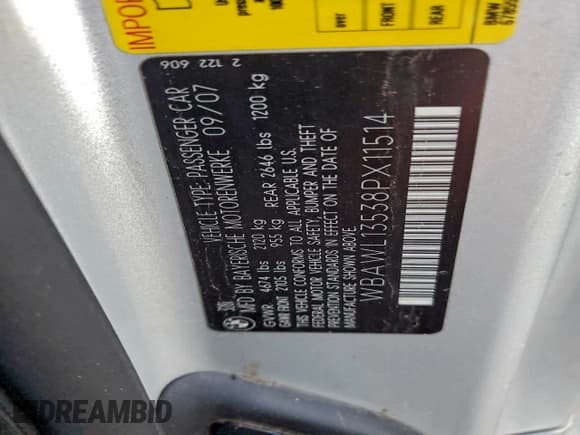 IMPOR
FRONT
REAR
BMW
2 122 606
VEHICLE-TYPE: PASSENGER CAR
MFD BY BAYERISCHE MOTORENWERKE 09/07
GVWR 4674 lbs 2120 kg
GAWR FRONT 2105 lbs 955 kg REAR 2646 lbs 1200 kg
THIS VEHICLE CONFORMS TO ALL APPLICABLE U.S.
FEDERAL MOTOR VEHICLE SAFETY, BUMPER AND THEFT
STANDARDS IN EFFECT ON THE DATE OF
MANUFACTURE SHOWN ABOVE
WBAWL13538PX11514
DREAMBID